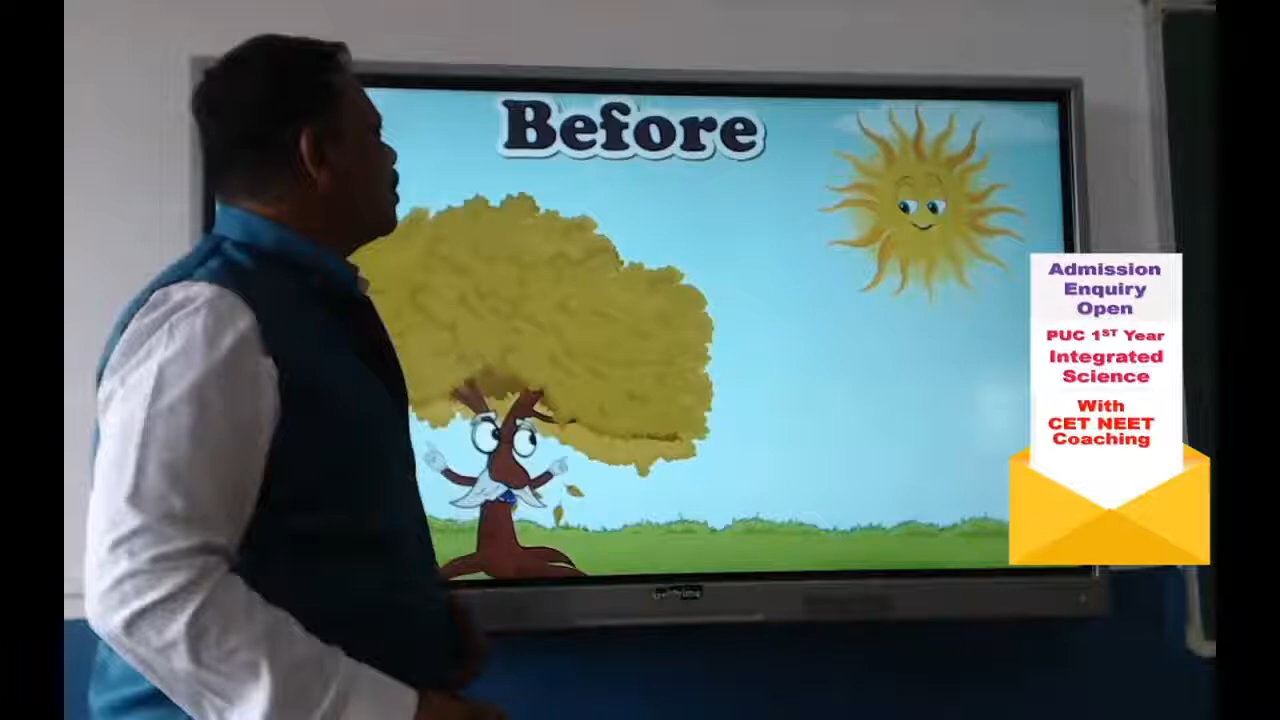 Before
Admission
Enquiry
Open
PUC 1ST Year
Integrated
Science
With
CET NEET
Coaching